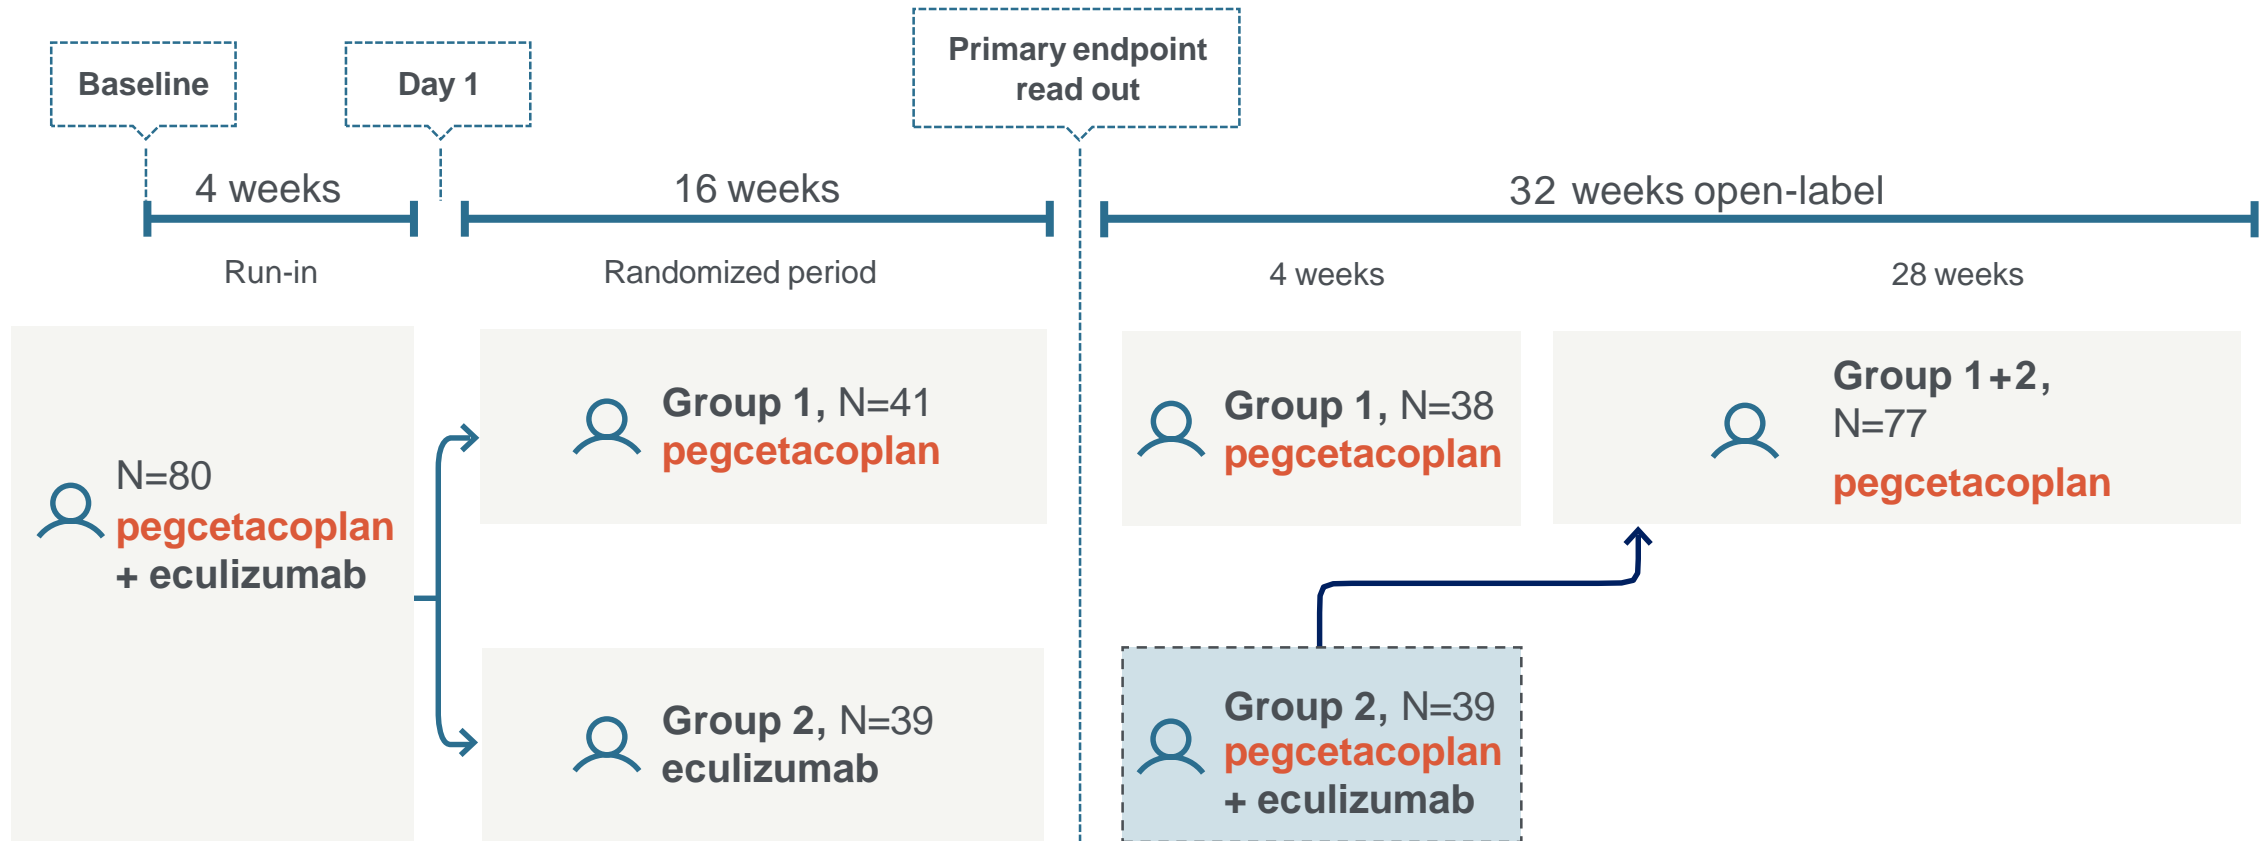 Baseline
Day 1
Primary endpoint
read out
4 weeks
16 weeks
32 weeks open-label
Run-in
Randomized period
4 weeks
28 weeks
N=80
pegcetacoplan
+ eculizumab
Group 1, N=41
pegcetacoplan
Group 2, N=39
eculizumab
Group 1, N=38
pegcetacoplan
Group 2, N=39
pegcetacoplan
+ eculizumab
Group 1+2,
N=77
pegcetacoplan